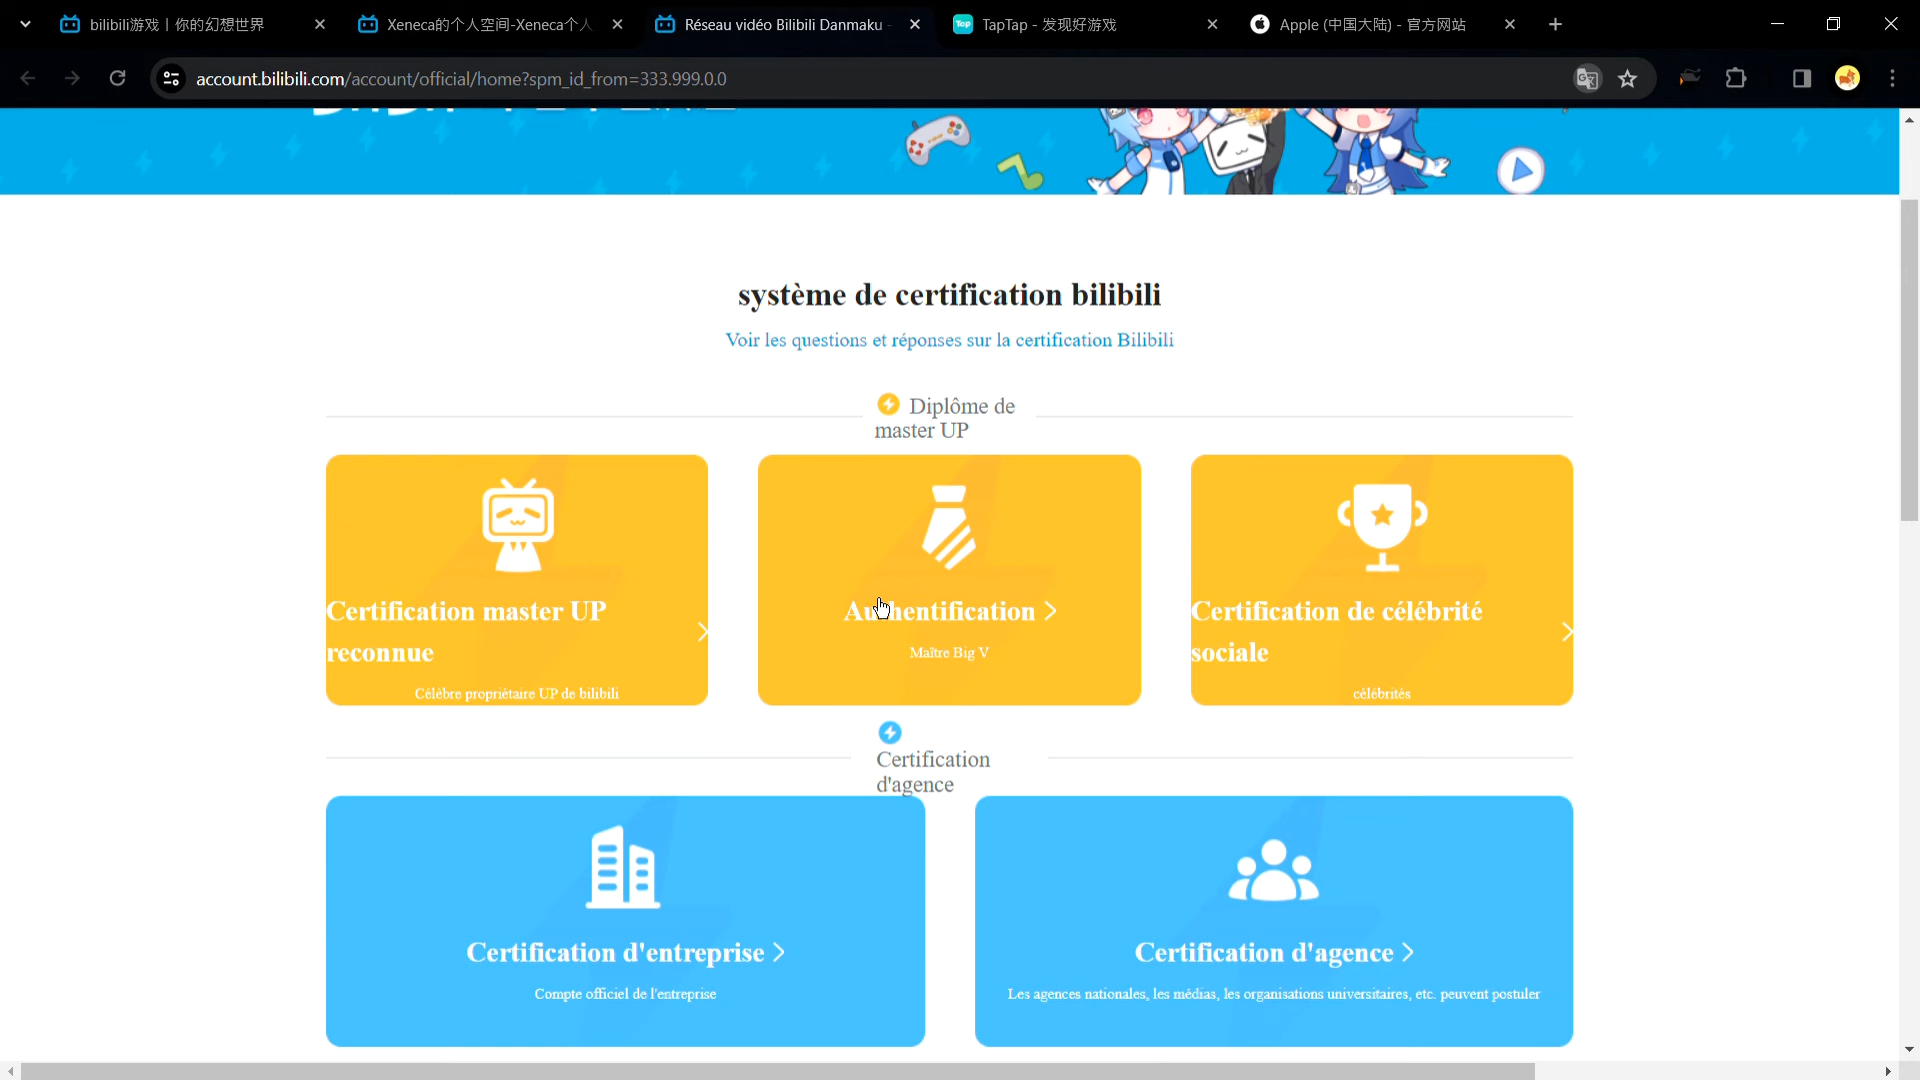 bilibili游戏丨你的幻想世界
Xeneca的个人空间-Xeneca个人
Réseau vidéo Bilibili Danmaku -
TapTap - 发现好游戏
Apple (中国大陆) - 官方网站
account.bilibili.com/account/official/home?spm_id_from=333.999.0.0
système de certification bilibili
Voir les questions et réponses sur la certification Bilibili
Diplôme de
master UP
Certification master UP
reconnue
Célèbre propriétaire UP de bilibili
Authentification
Maître Big V
Certification de célébrité
sociale
célébrités
Certification
d'agence
Certification d'entreprise
Compte officiel de l'entreprise
Certification d'agence
Les agences nationales, les médias, les organisations universitaires, etc. peuvent postuler